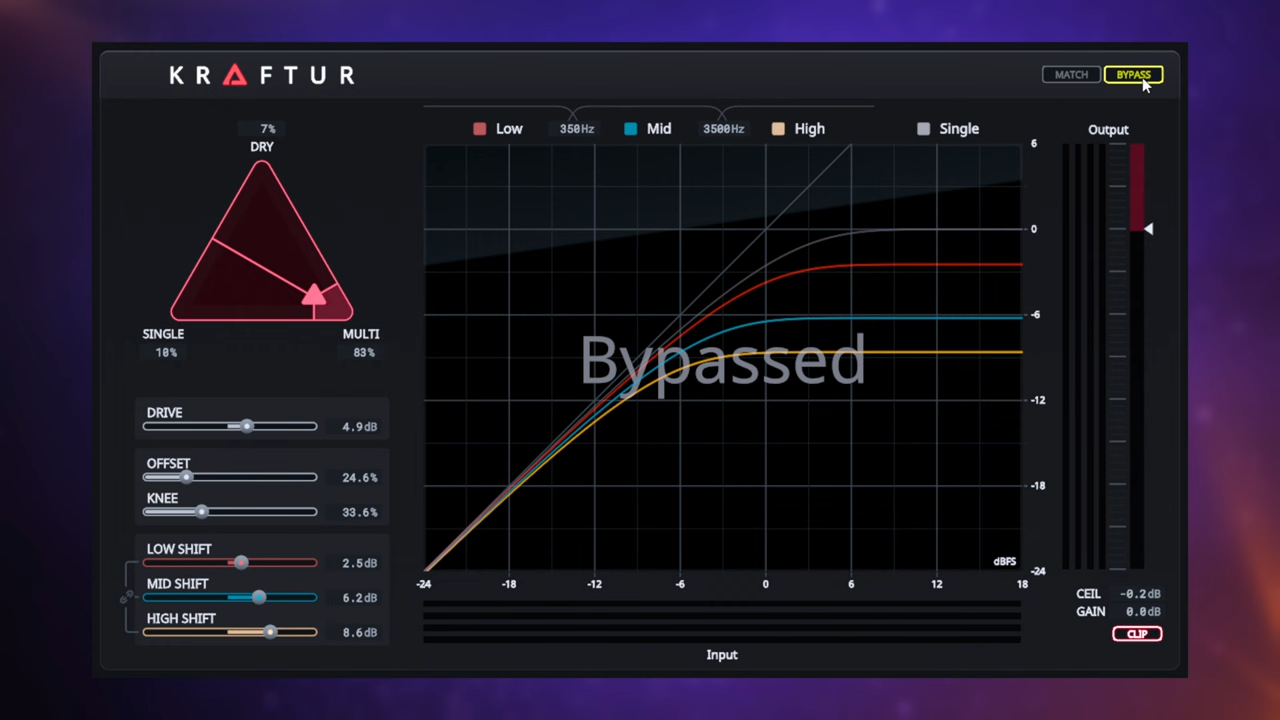 KRAFTUR
MATCH
BYPASS
7%
DRY
SINGLE
10%
MULTI
83%
DRIVE
4.9dB
OFFSET
24.6%
KNEE
33.6%
LOW SHIFT
2.5dB
MID SHIFT
6.2dB
HIGH SHIFT
8.6dB
Low
350Hz
Mid
3500Hz
High
Single
Bypassed
6
0
-6
-12
-18
-24
dBFS
-24
-18
-12
-6
0
6
12
18
Input
Output
CEIL
-0.2dB
GAIN
0.0dB
CLIP